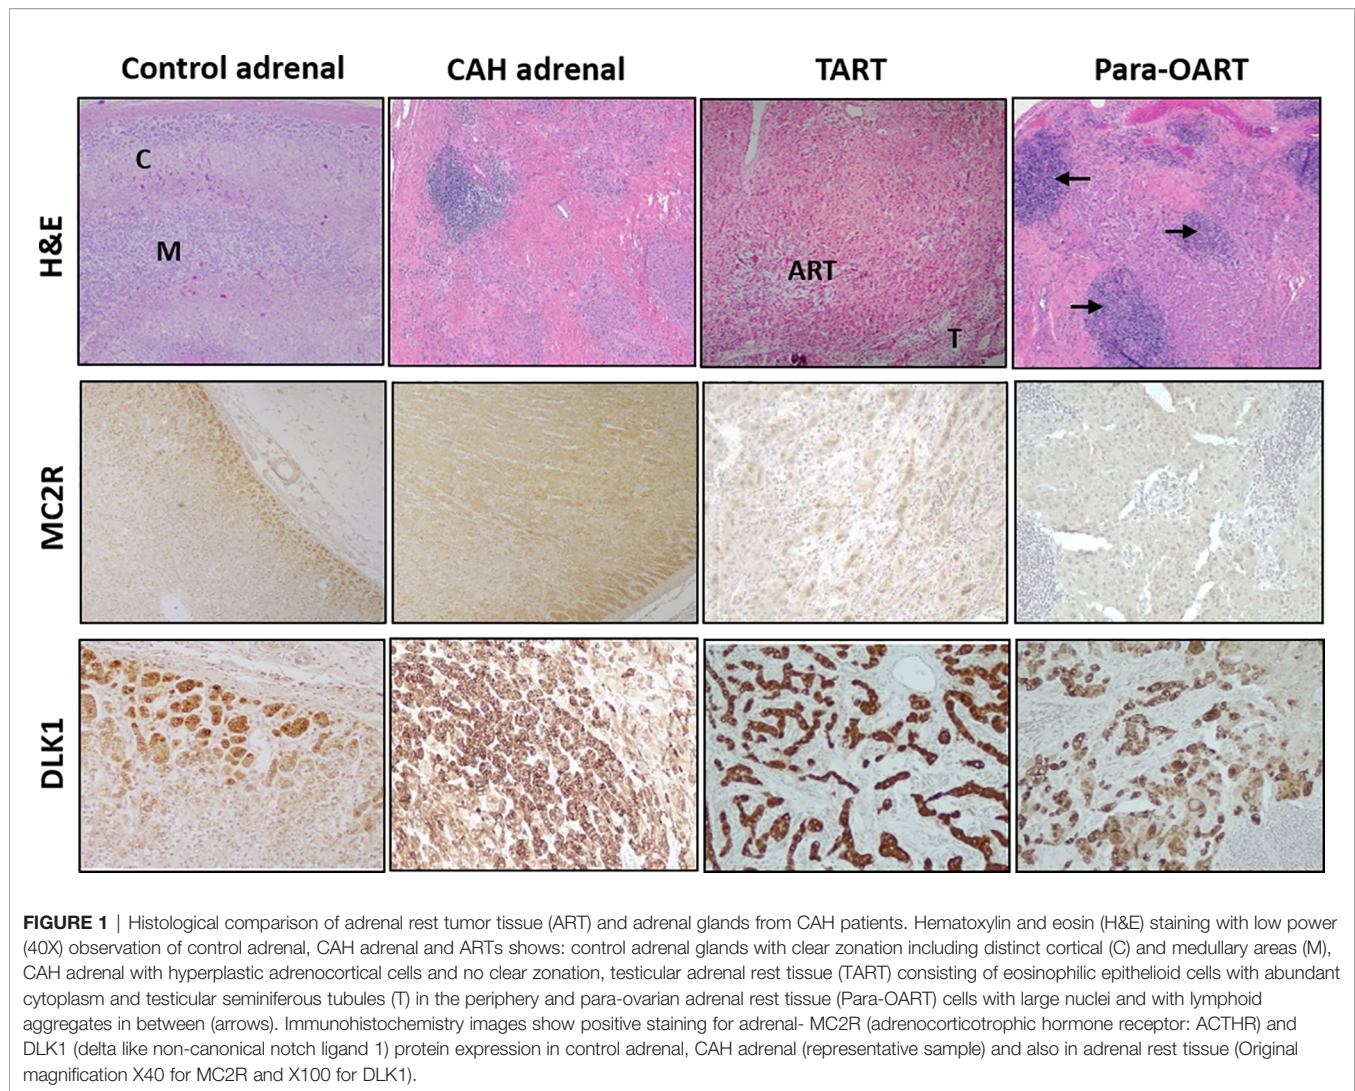 Control adrenal
CAH adrenal
TART
Para-OART
H&E
C
M
ART
T
MC2R
DLK1
FIGURE 1 | Histological comparison of adrenal rest tumor tissue (ART) and adrenal glands from CAH patients. Hematoxylin and eosin (H&E) staining with low power
(40X) observation of control adrenal, CAH adrenal and ARTs shows: control adrenal glands with clear zonation including distinct cortical (C) and medullary areas (M),
CAH adrenal with hyperplastic adrenocortical cells and no clear zonation, testicular adrenal rest tissue (TART) consisting of eosinophilic epithelioid cells with abundant
cytoplasm and testicular seminiferous tubules (T) in the periphery and para-ovarian adrenal rest tissue (Para-OART) cells with large nuclei and with lymphoid
aggregates in between (arrows). Immunohistochemistry images show positive staining for adrenal- MC2R (adrenocorticotrophic hormone receptor: ACTHR) and
DLK1 (delta like non-canonical notch ligand 1) protein expression in control adrenal, CAH adrenal (representative sample) and also in adrenal rest tissue (Original
magnification X40 for MC2R and X100 for DLK1).